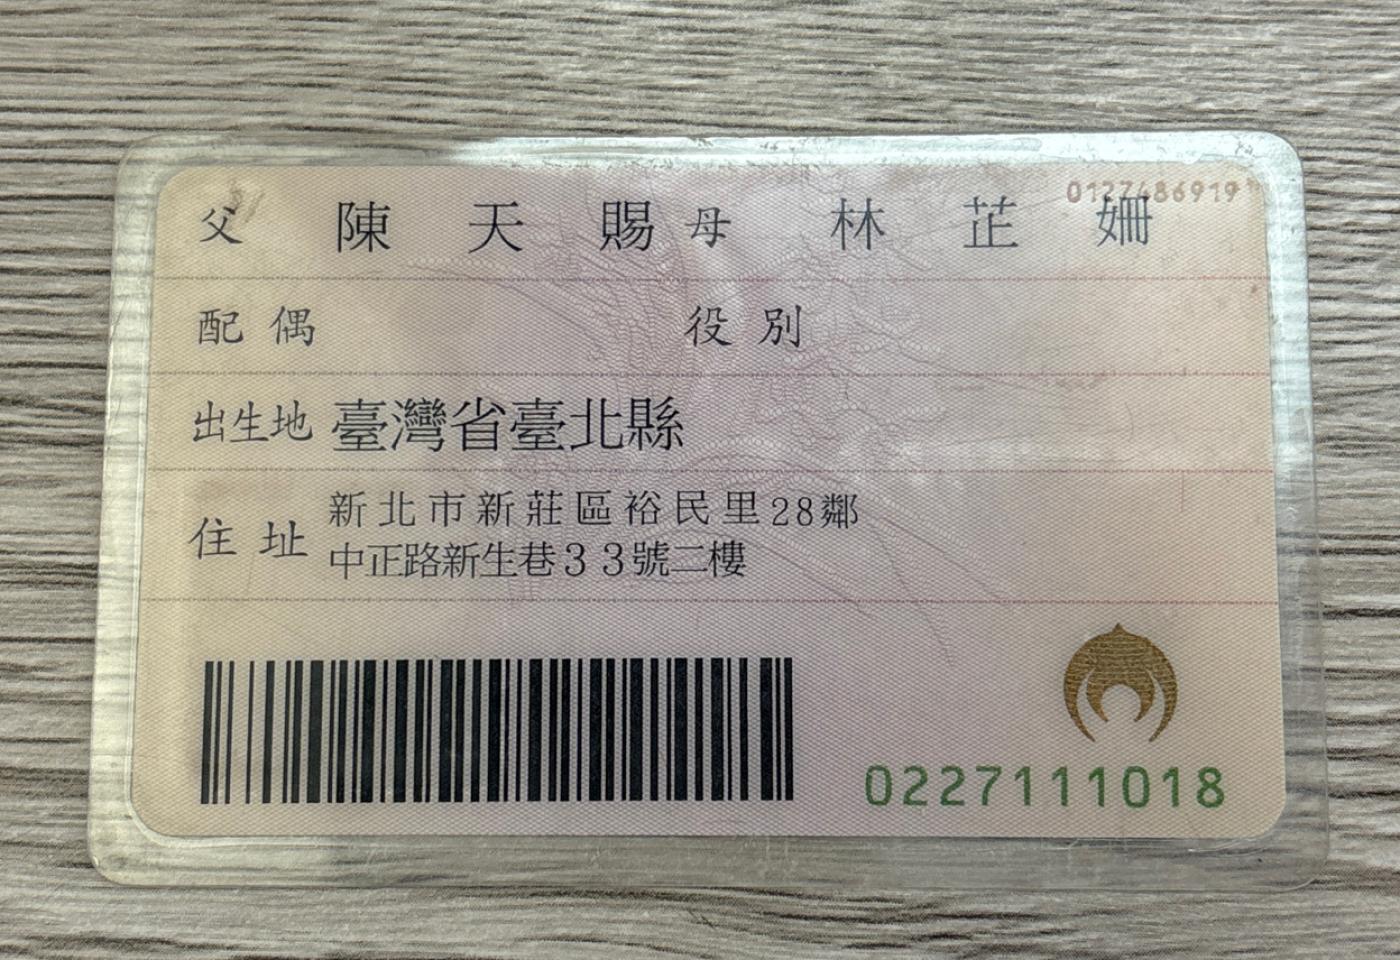 0127486919
父 陳天賜 母 林芷姍
配偶 役別
出生地 臺灣省臺北縣
住址 新北市新莊區裕民里28鄰
中正路新生巷33號二樓
0227111018